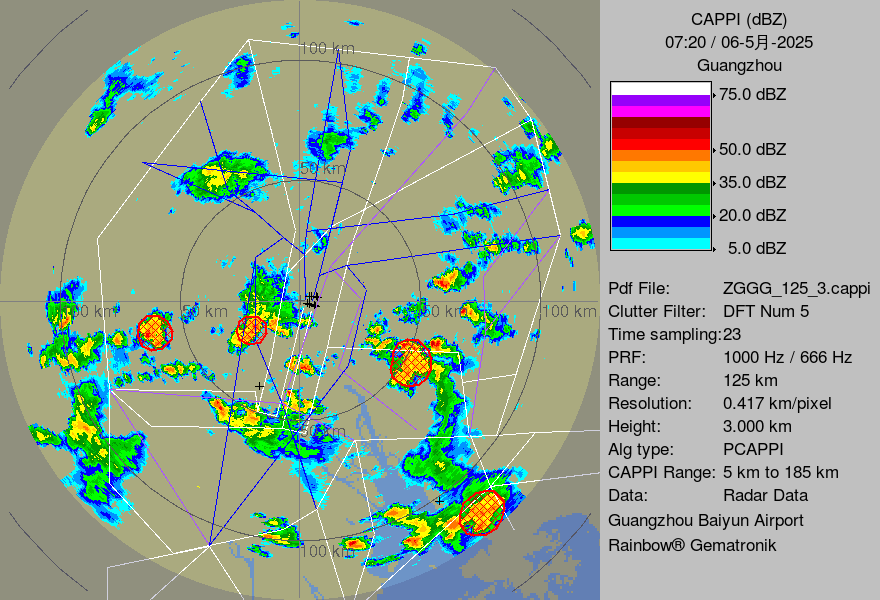 CAPPI (dBZ)
07:20 / 06-5月-2025
Guangzhou
75.0 dBZ
50.0 dBZ
35.0 dBZ
20.0 dBZ
5.0 dBZ
Pdf File: ZGGG_125_3.cappi
Clutter Filter: DFT Num 5
Time sampling:23
PRF: 1000 Hz / 666 Hz
Range: 125 km
Resolution: 0.417 km/pixel
Height: 3.000 km
Alg type: PCAPPI
CAPPI Range: 5 km to 185 km
Data: Radar Data
Guangzhou Baiyun Airport
Rainbow® Gematronik
100 km
50 km
100 km
50 km
50 km
100 km
50 km
100 km